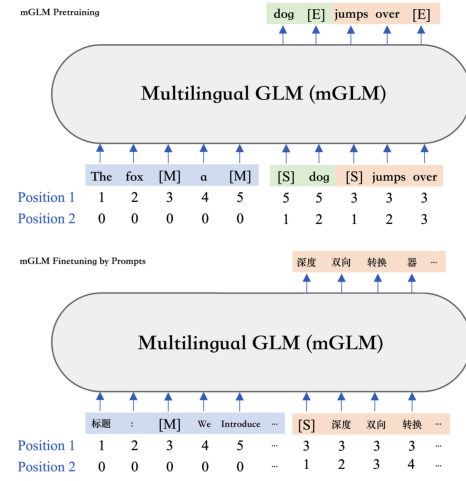 mGLM Pretraining
dog [E] jumps over [E]
Multilingual GLM (mGLM)
The fox [M] a [M] [S] dog [S] jumps over
Position 1 1 2 3 4 5 5 5 3 3 3
Position 2 0 0 0 0 0 1 2 1 2 3
mGLM Finetuning by Prompts
深度 双向 转换 器 ...
Multilingual GLM (mGLM)
标题 : [M] We Introduce ... [S] 深度 双向 转换 ...
Position 1 1 2 3 4 5 ... 3 3 3 3 ...
Position 2 0 0 0 0 0 ... 1 2 3 4 ...